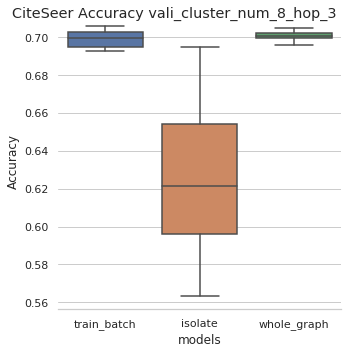 CiteSeer Accuracy vali_cluster_num_8_hop_3
0.70
0.68
0.66
0.64
0.62
0.60
0.58
0.56
Accuracy
train_batch isolate whole_graph
models